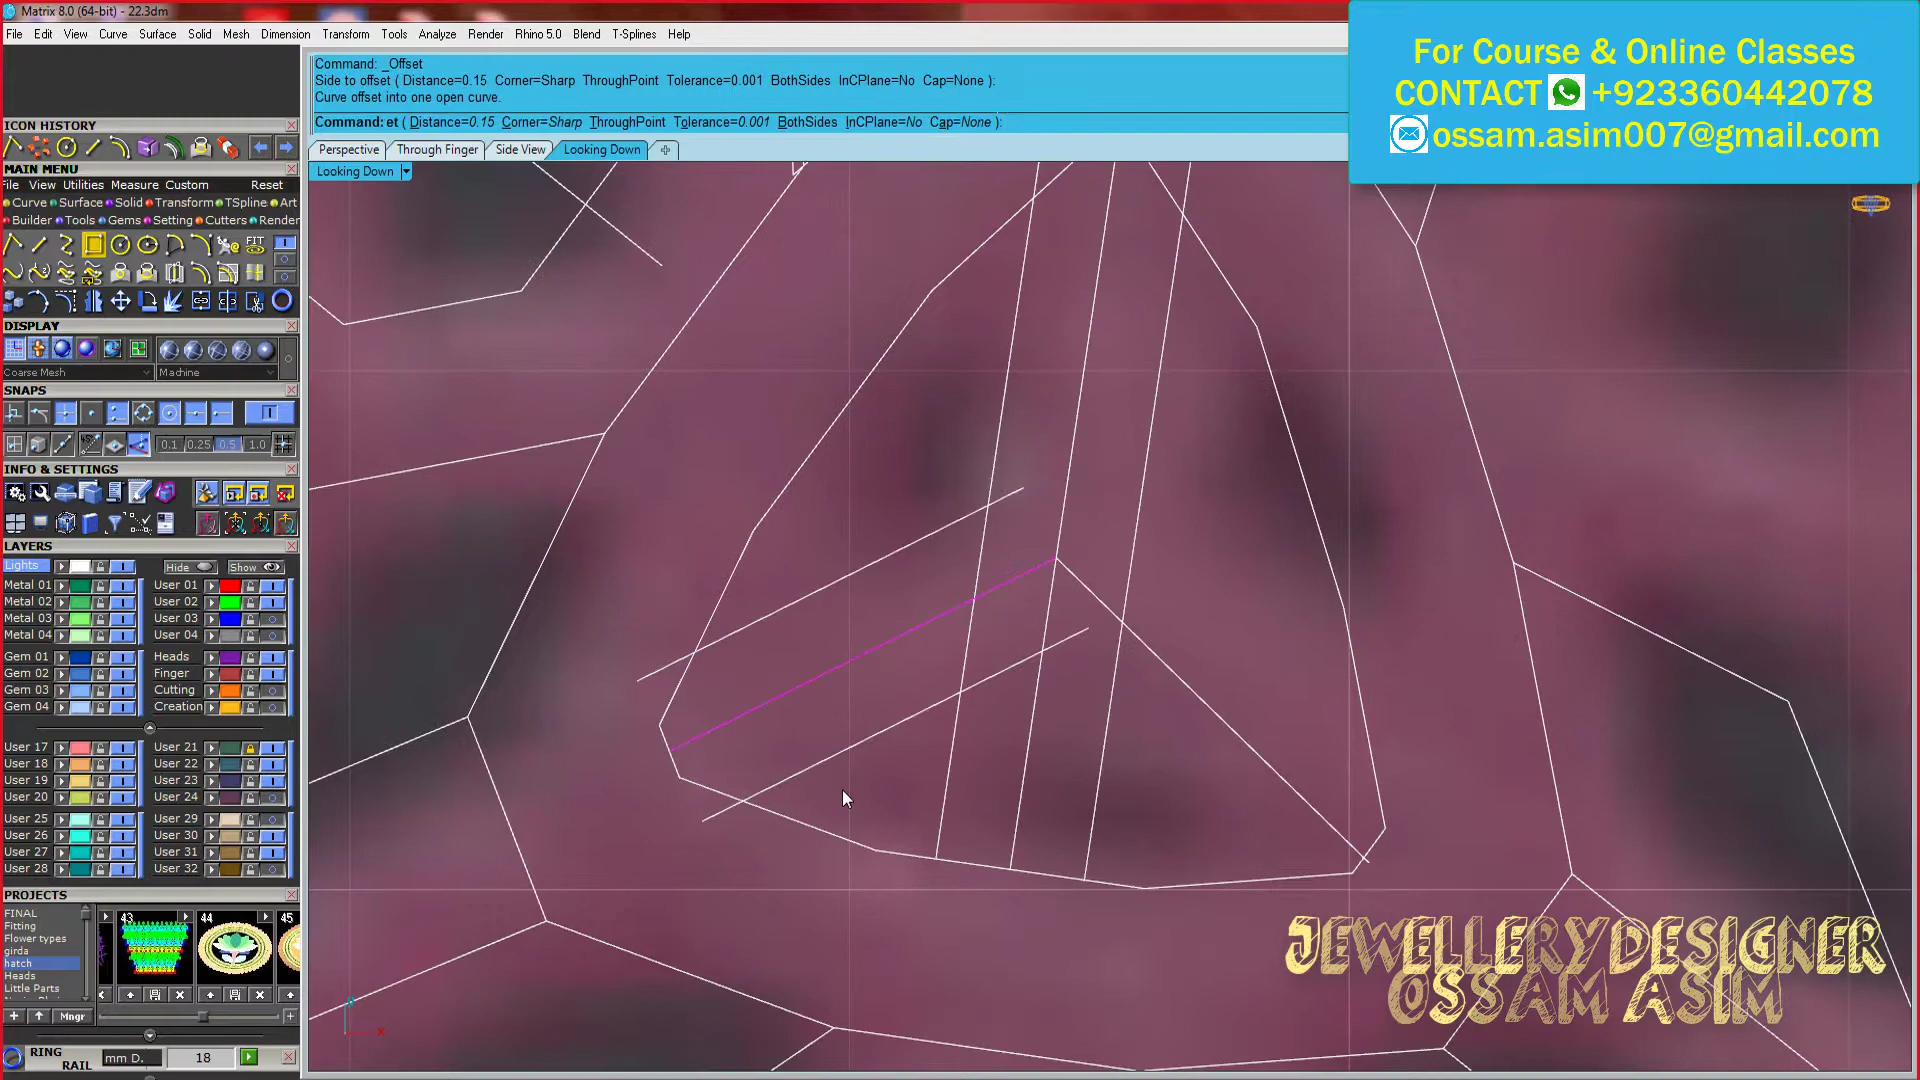 Matrix 8.0 (64-bit) - 22.3dm
File Edit View Curve Surface Solid Mesh Dimension Transform Tools Analyze Render Rhino 5.0 Blend T-Splines Help
For Course & Online Classes
CONTACT +923360442078
ossam.asim007@gmail.com
Command: _Offset
Side to offset ( Distance=0.15 Corner=Sharp ThroughPoint Tolerance=0.001 BothSides InCPlane=No Cap=None ):
Curve offset into one open curve.
Command: et ( Distance=0.15 Corner=Sharp ThroughPoint Tolerance=0.001 BothSides InCPlane=No Cap=None ):
Perspective Through Finger Side View Looking Down
Looking Down
ICON HISTORY
MAIN MENU
File View Utilities Measure Custom Reset
Curve Surface Solid Transform TSpline Art
Builder Tools Gems Setting Cutters Render
FIT
DISPLAY
Coarse Mesh Machine
SNAPS
0.1 0.25 0.5 1.0
INFO & SETTINGS
LAYERS
Lights Hide Show
Metal 01 User 01
Metal 02 User 02
Metal 03 User 03
Metal 04 User 04
Gem 01 Heads
Gem 02 Finger
Gem 03 Cutting
Gem 04 Creation
User 17 User 21
User 18 User 22
User 19 User 23
User 20 User 24
User 25 User 29
User 26 User 30
User 27 User 31
User 28 User 32
PROJECTS
FINAL
Fitting
Flower types
girda
hatch
Heads
Little Parts
43 44 45
Mngr
RING RAIL mm D. 18
x
JEWELLERYDESIGNER
OSSAM ASIM